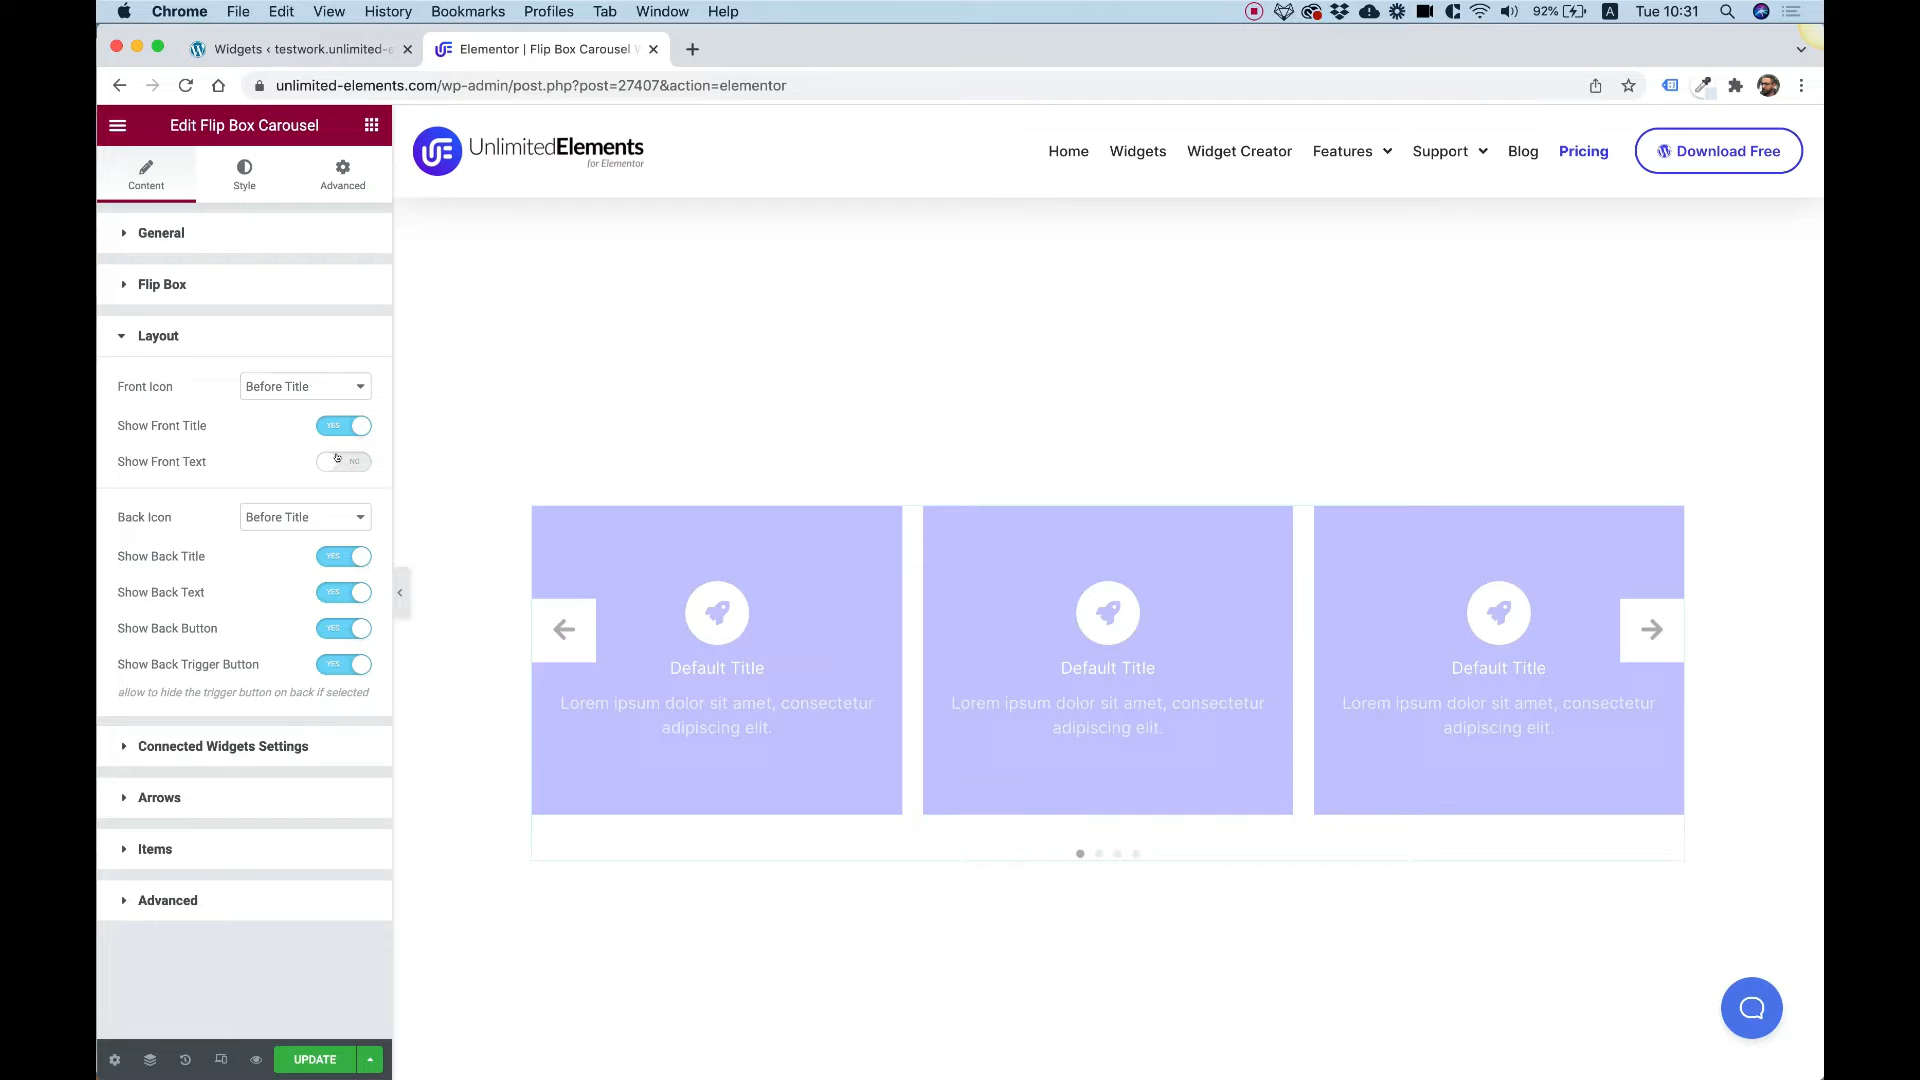 Chrome File Edit View History Bookmarks Profiles Tab Window Help 92% A Tue 10:31
Widgets ‹ testwork.unlimited-e
Elementor | Flip Box Carousel
unlimited-elements.com/wp-admin/post.php?post=27407&action=elementor
Edit Flip Box Carousel
Content Style Advanced
General
Flip Box
Layout
Front Icon Before Title
Show Front Title YES
Show Front Text NO
Back Icon Before Title
Show Back Title YES
Show Back Text YES
Show Back Button YES
Show Back Trigger Button YES
allow to hide the trigger button on back if selected
Connected Widgets Settings
Arrows
Items
Advanced
UPDATE
UnlimitedElements
for Elementor
Home Widgets Widget Creator Features Support Blog Pricing Download Free
Default Title
Lorem ipsum dolor sit amet, consectetur
adipiscing elit.
Default Title
Lorem ipsum dolor sit amet, consectetur
adipiscing elit.
Default Title
Lorem ipsum dolor sit amet, consectetur
adipiscing elit.